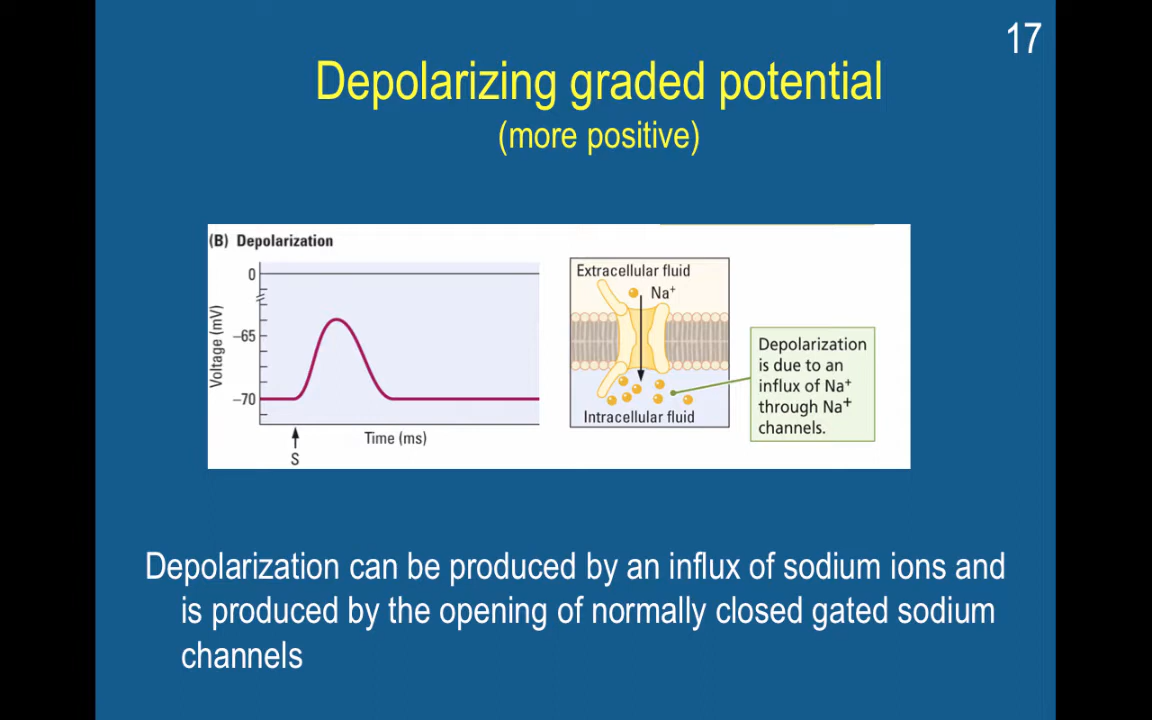 17
Depolarizing graded potential
(more positive)
(B) Depolarization
0
–65
–70
Voltage (mV)
Time (ms)
S
Extracellular fluid
Na⁺
Intracellular fluid
Depolarization
is due to an
influx of Na⁺
through Na⁺
channels.
Depolarization can be produced by an influx of sodium ions and
is produced by the opening of normally closed gated sodium
channels